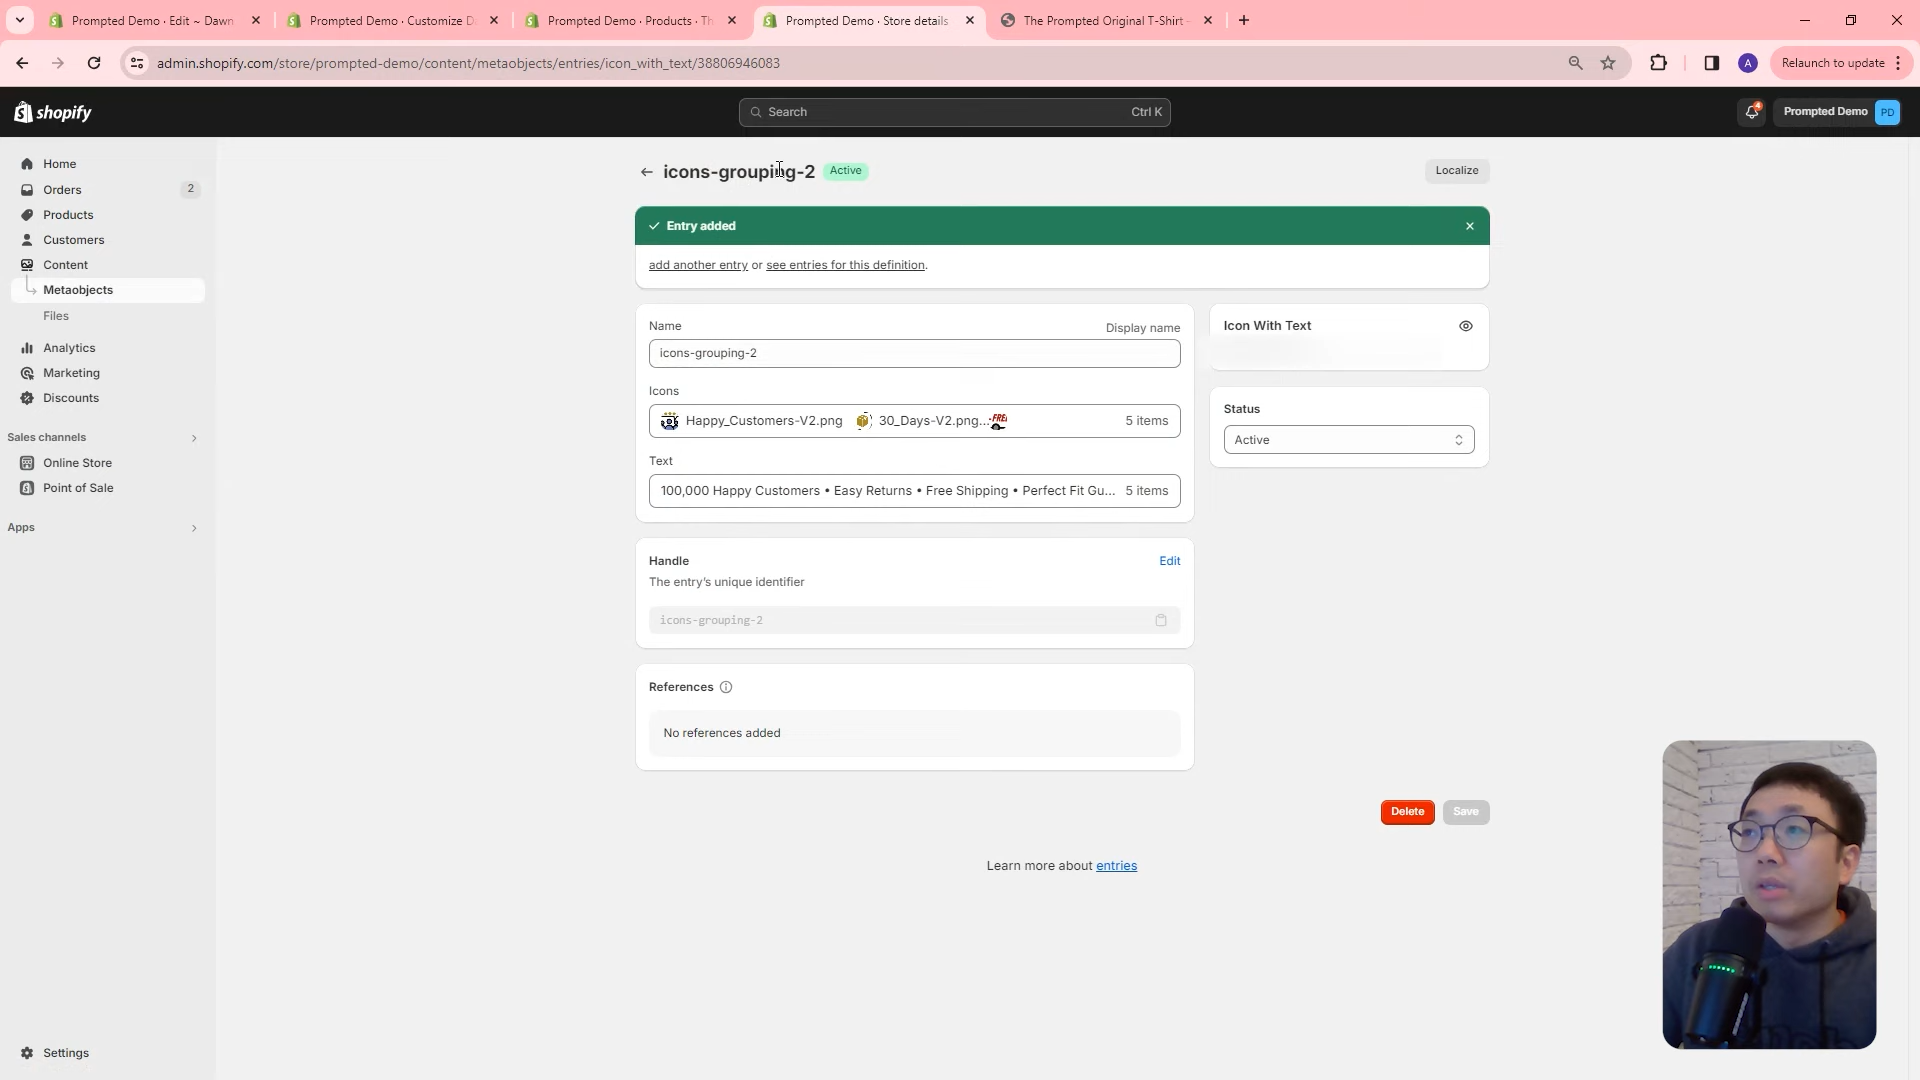 Prompted Demo · Edit ~ Dawn
Prompted Demo · Customize D
Prompted Demo · Products · Th
Prompted Demo · Store details
The Prompted Original T-Shirt
admin.shopify.com/store/prompted-demo/content/metaobjects/entries/icon_with_text/38806946083
A
Relaunch to update
shopify
Search
Ctrl K
4
Prompted Demo
PD
Home
Orders
2
Products
Customers
Content
Metaobjects
Files
Analytics
Marketing
Discounts
Sales channels
Online Store
Point of Sale
Apps
Settings
icons-grouping-2
Active
Localize
Entry added
add another entry or see entries for this definition.
Name
Display name
icons-grouping-2
Icons
Happy_Customers-V2.png
30_Days-V2.png...
5 items
Text
100,000 Happy Customers • Easy Returns • Free Shipping • Perfect Fit Gu...
5 items
Handle
Edit
The entry's unique identifier
icons-grouping-2
References
No references added
Icon With Text
Status
Active
Delete
Save
Learn more about entries